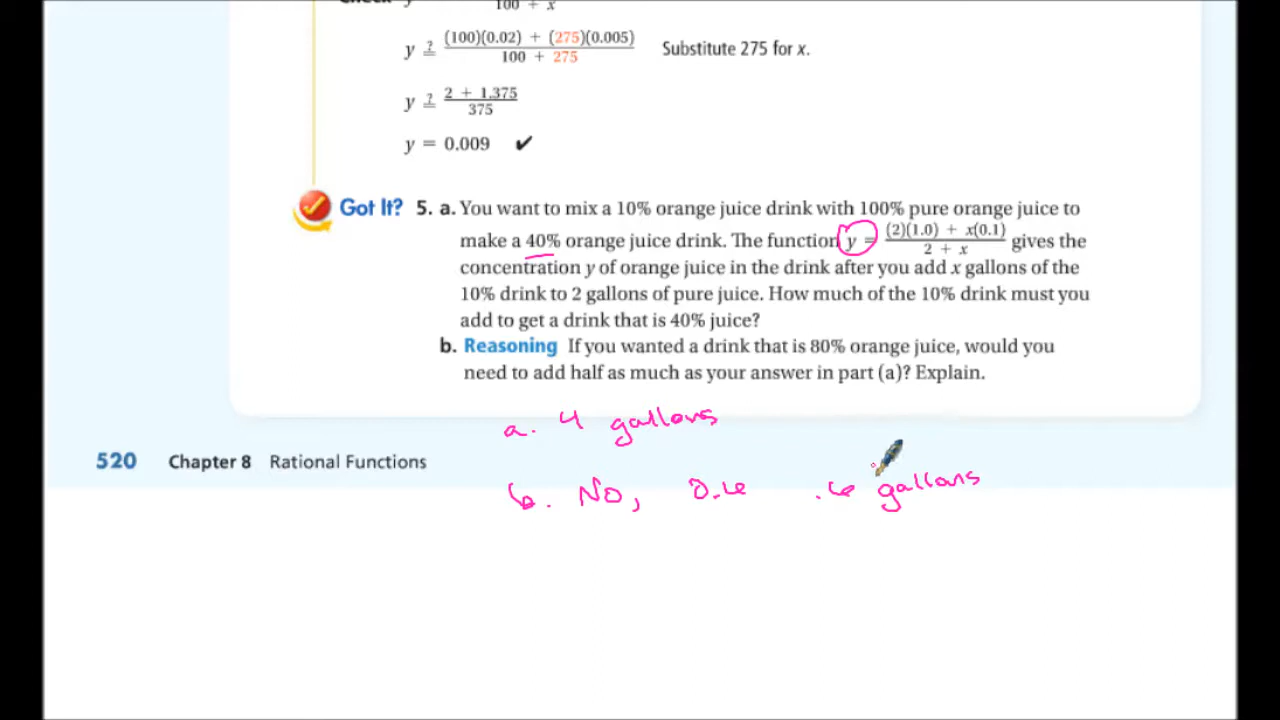 100 + x
y ≟ (100)(0.02) + (275)(0.005) / 100 + 275 Substitute 275 for x.
y ≟ 2 + 1.375 / 375
y = 0.009 ✔
Got It? 5. a. You want to mix a 10% orange juice drink with 100% pure orange juice to
make a 40% orange juice drink. The function y = (2)(1.0) + x(0.1) / 2 + x gives the
concentration y of orange juice in the drink after you add x gallons of the
10% drink to 2 gallons of pure juice. How much of the 10% drink must you
add to get a drink that is 40% juice?
b. Reasoning If you wanted a drink that is 80% orange juice, would you
need to add half as much as your answer in part (a)? Explain.
a. 4 gallons
520 Chapter 8 Rational Functions
b. No, 0.6 .6 gallons